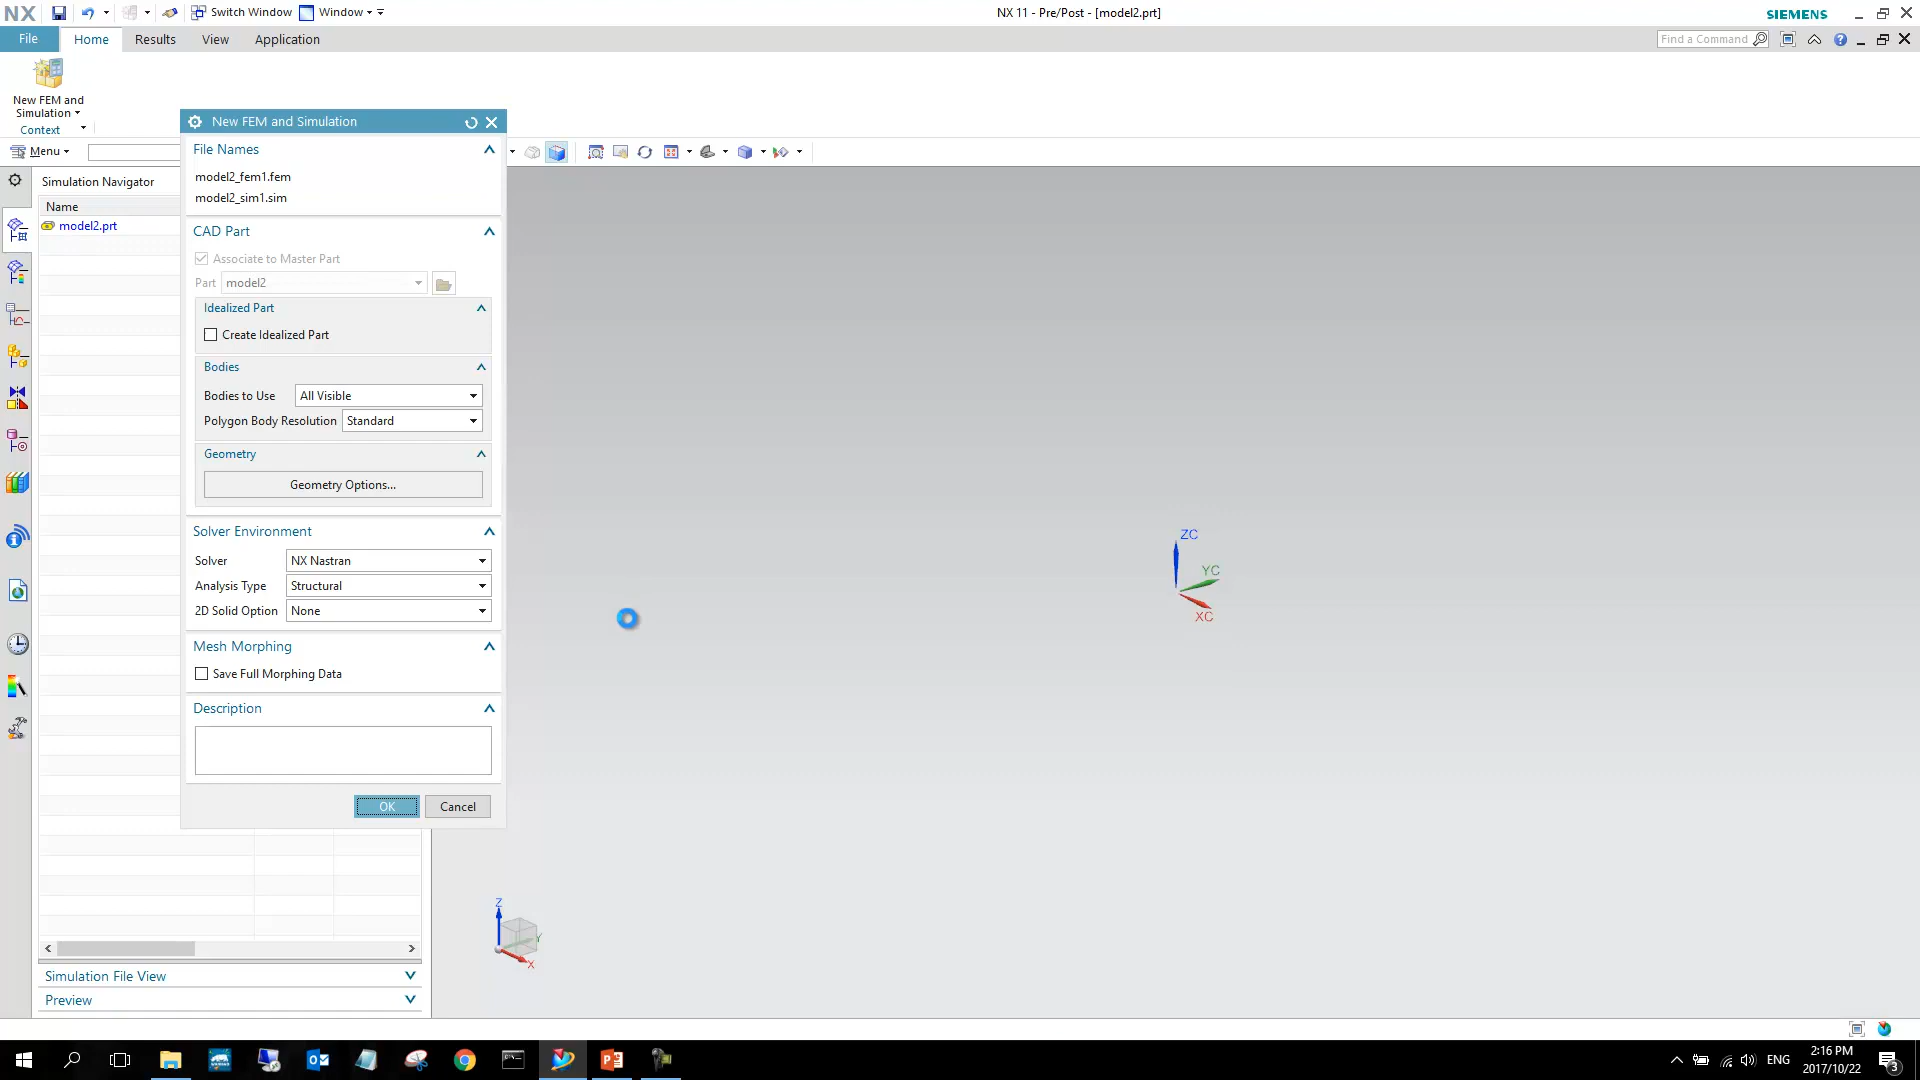 NX
Switch Window
Window
NX 11 - Pre/Post - [model2.prt]
SIEMENS
File
Home
Results
View
Application
Find a Command
New FEM and
Simulation
Context
Menu
New FEM and Simulation
File Names
model2_fem1.fem
model2_sim1.sim
CAD Part
Associate to Master Part
Part
model2
Idealized Part
Create Idealized Part
Bodies
Bodies to Use
All Visible
Polygon Body Resolution
Standard
Geometry
Geometry Options...
Solver Environment
Solver
NX Nastran
Analysis Type
Structural
2D Solid Option
None
Mesh Morphing
Save Full Morphing Data
Description
OK
Cancel
Simulation Navigator
Name
model2.prt
ZC
YC
XC
Z
Y
X
Simulation File View
Preview
ENG
2:16 PM
2017/10/22
3